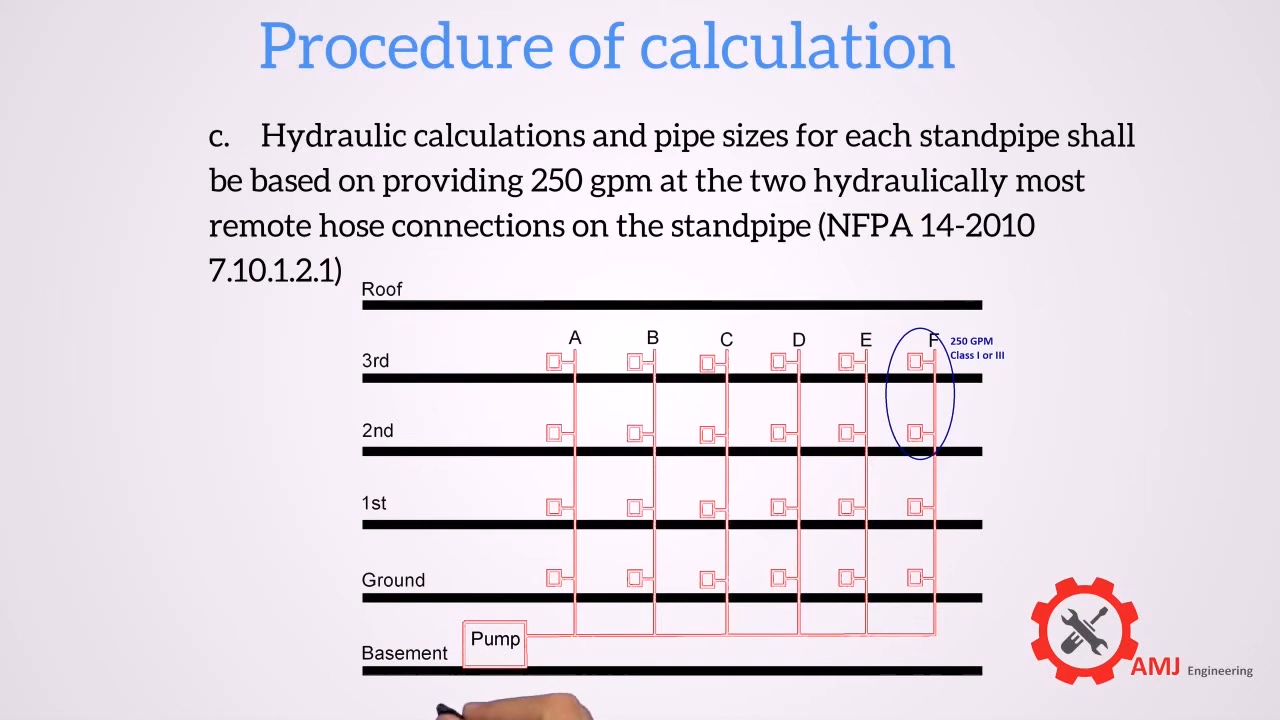 Procedure of calculation
c. Hydraulic calculations and pipe sizes for each standpipe shall
be based on providing 250 gpm at the two hydraulically most
remote hose connections on the standpipe (NFPA 14-2010
7.10.1.2.1)
Roof
A B C D E F
250 GPM
Class I or III
3rd
2nd
1st
Ground
Pump
Basement
AMJ Engineering